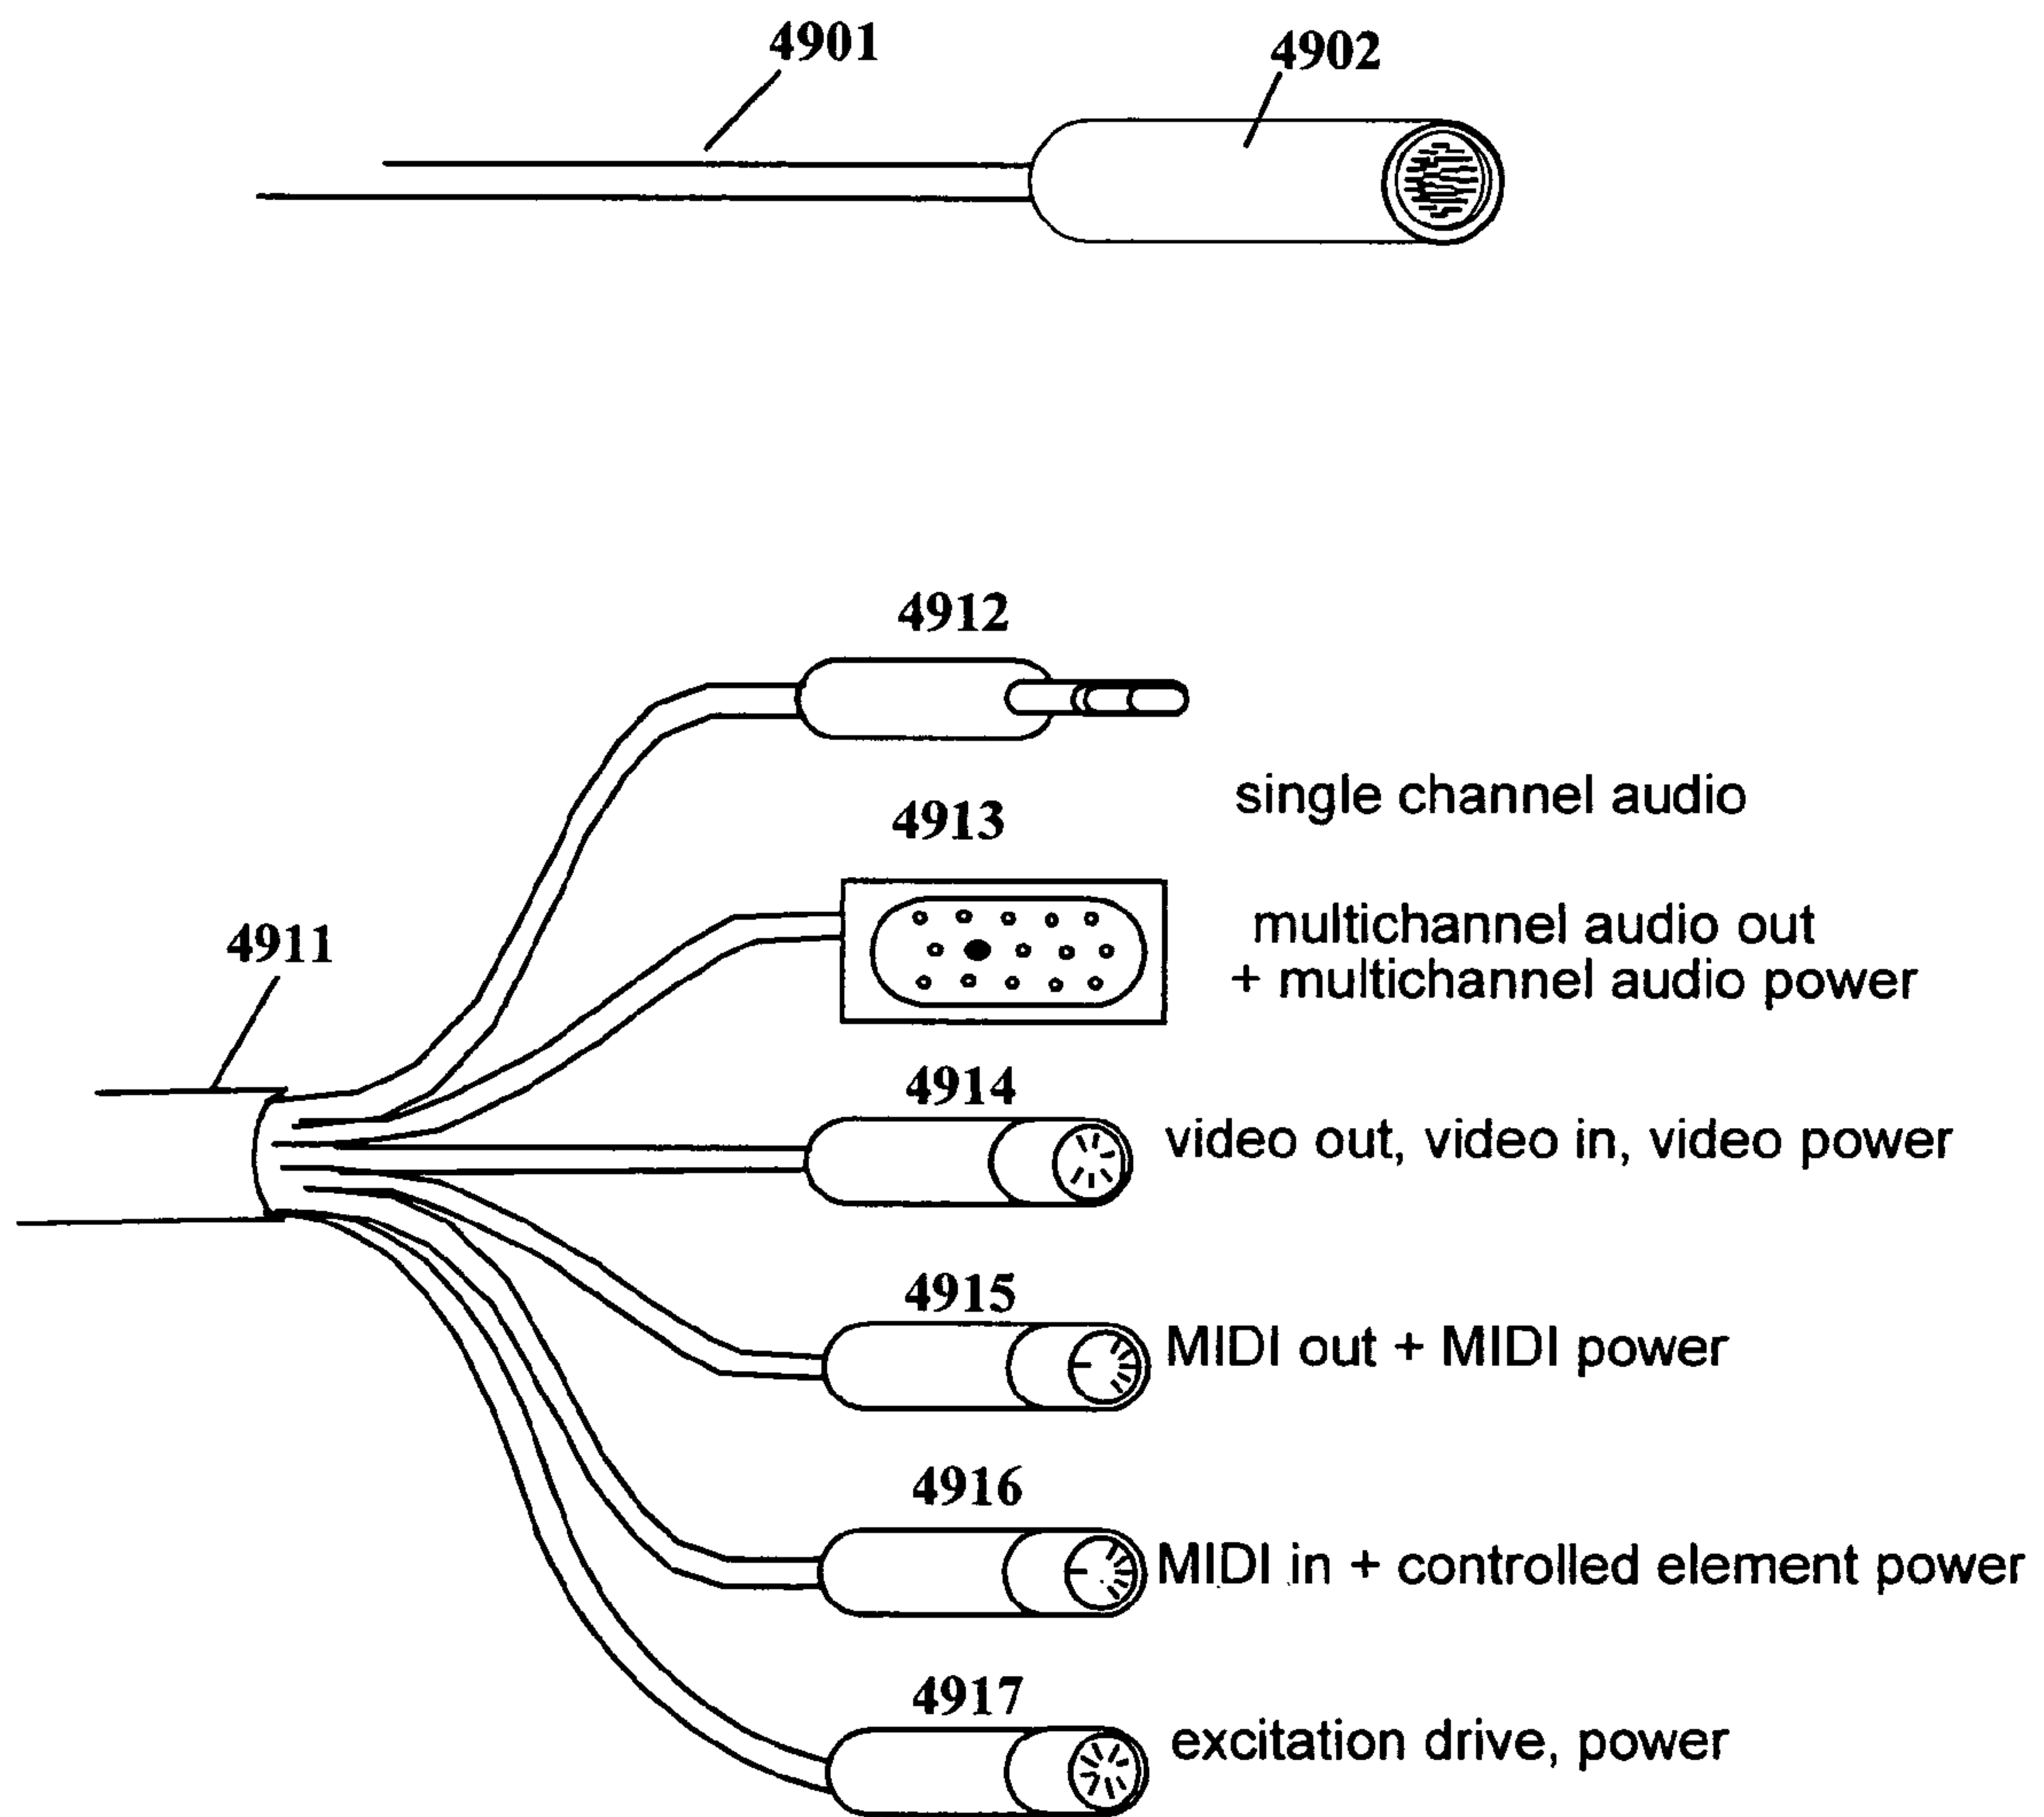 4901
4902
4912
single channel audio
4913
multichannel audio out
+ multichannel audio power
4911
4914
video out, video in, video power
4915
MIDI out + MIDI power
4916
MIDI in + controlled element power
4917
excitation drive, power